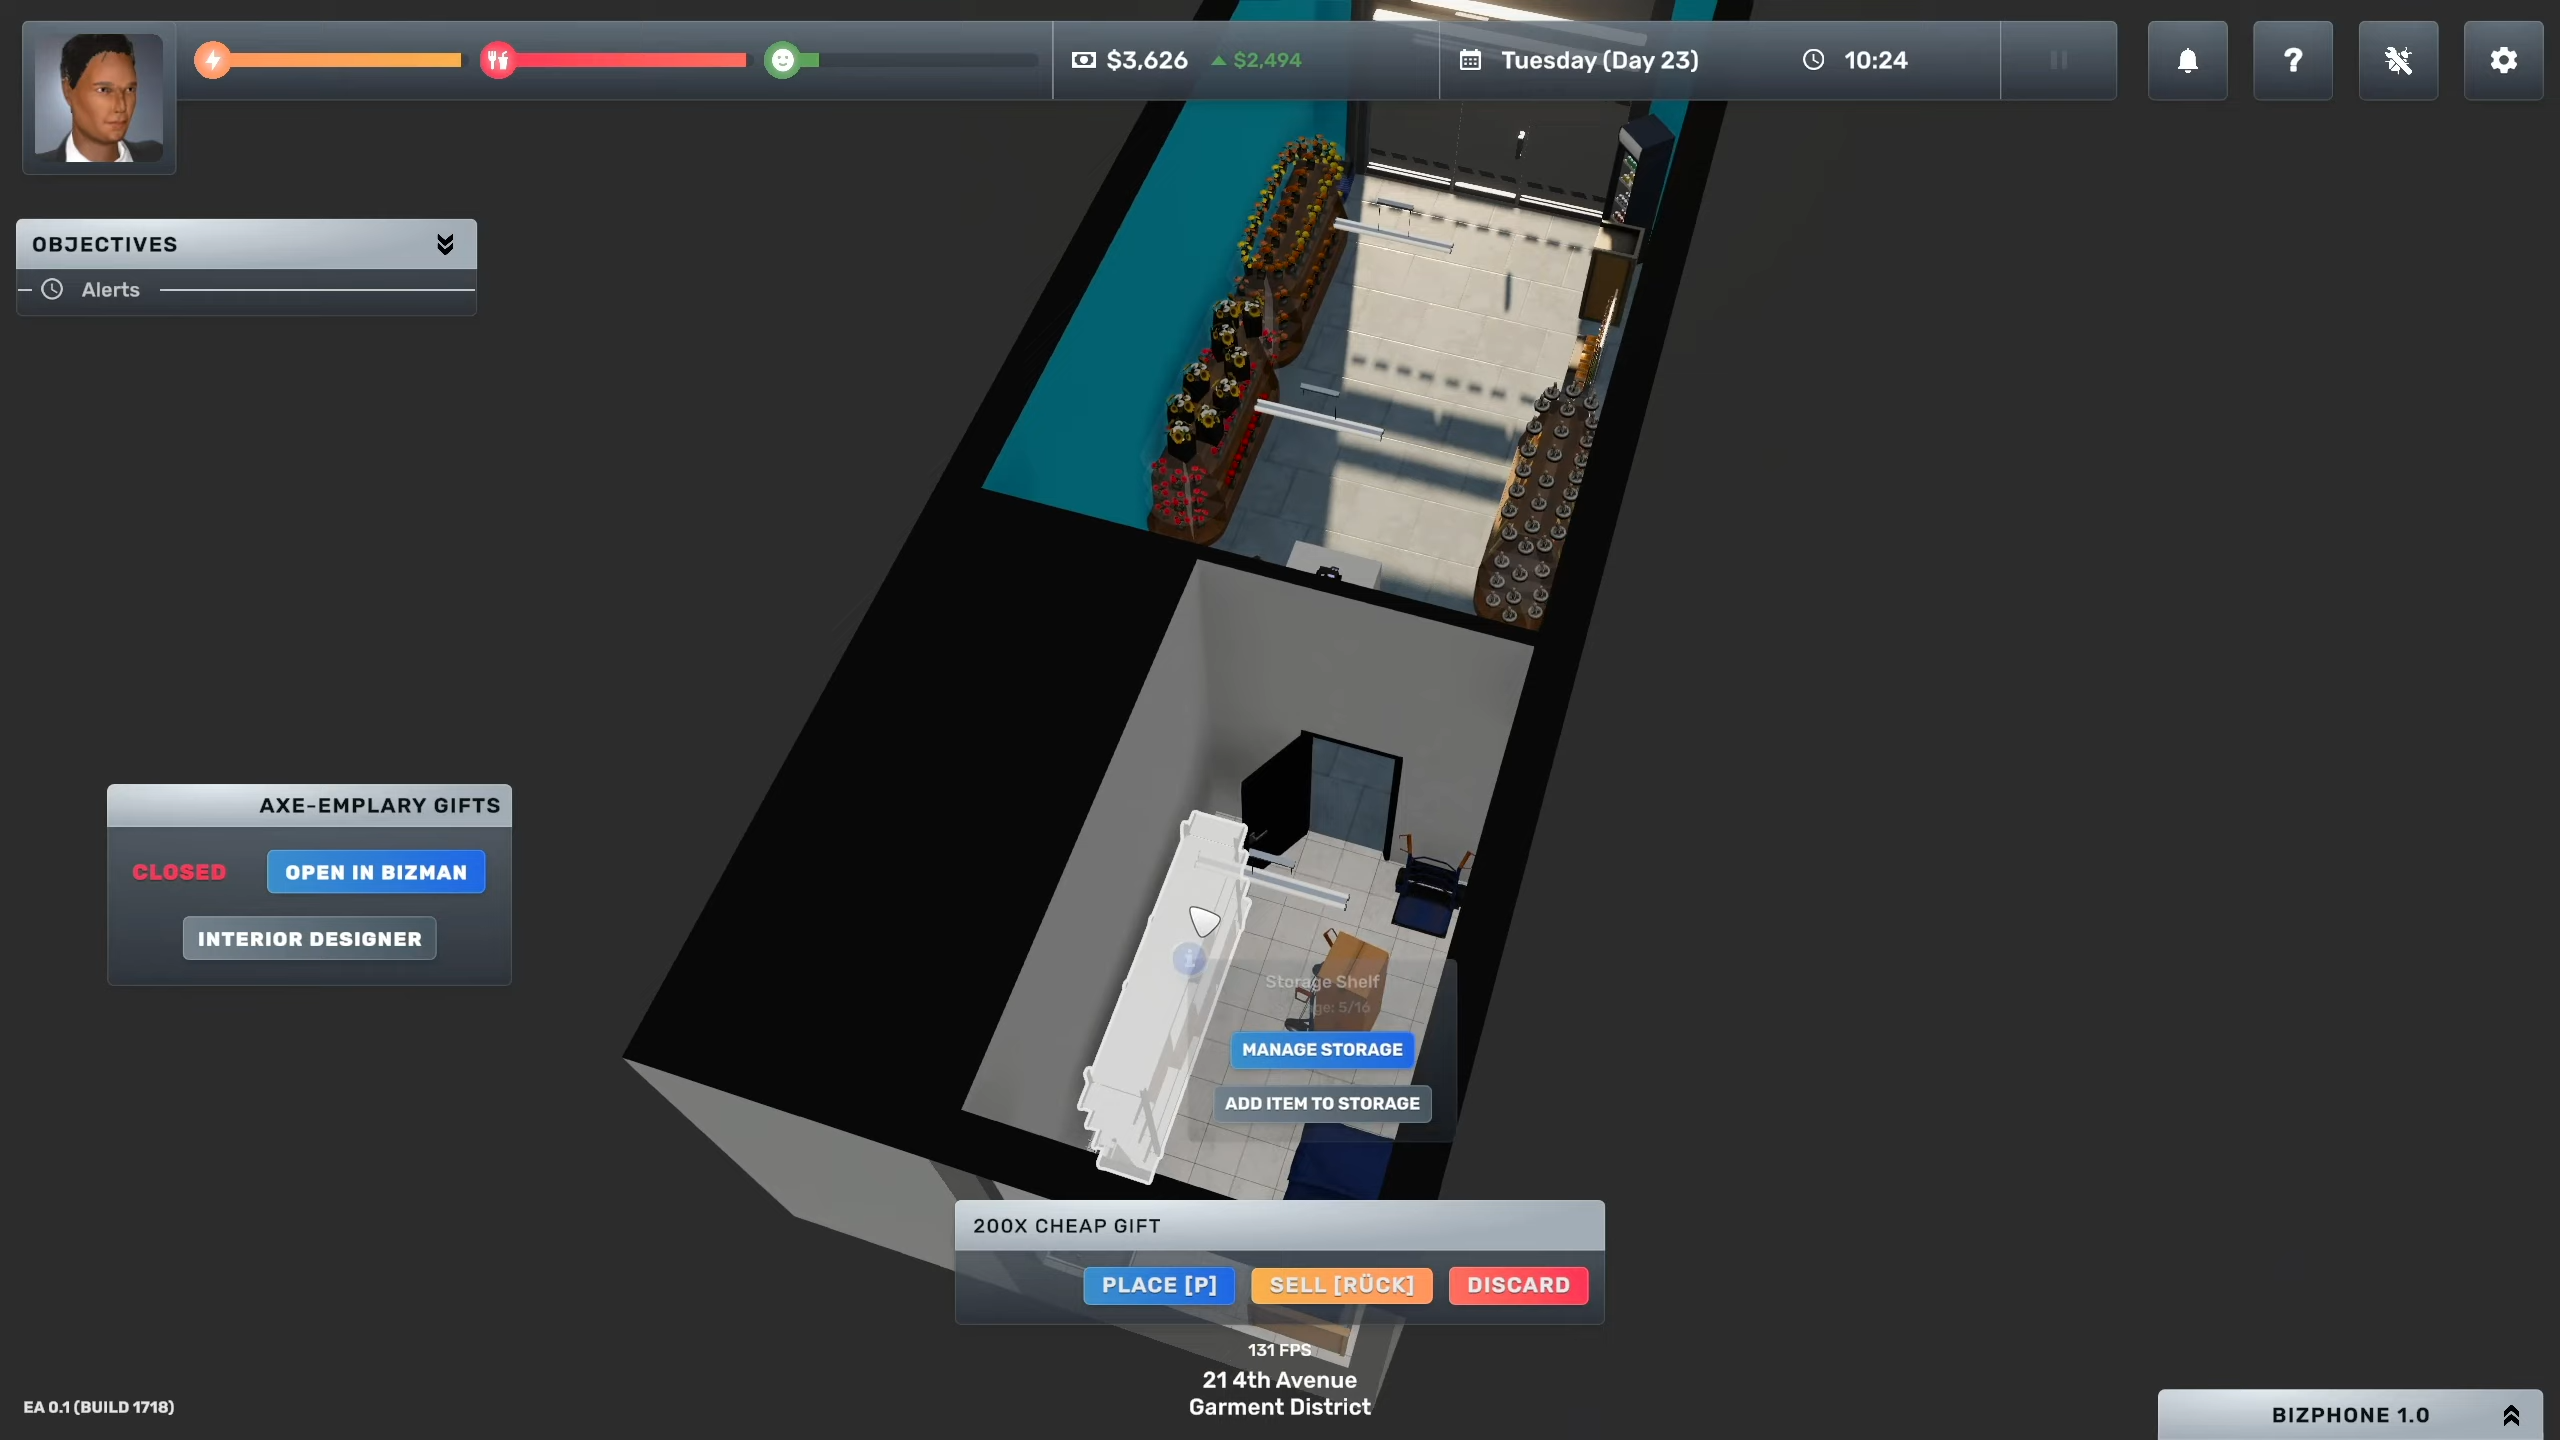 $3,626
$2,494
Tuesday (Day 23)
10:24
?
OBJECTIVES
Alerts
AXE-EMPLARY GIFTS
CLOSED
OPEN IN BIZMAN
INTERIOR DESIGNER
i
Storage Shelf
5/16
MANAGE STORAGE
ADD ITEM TO STORAGE
200X CHEAP GIFT
PLACE [P]
SELL [RÜCK]
DISCARD
131 FPS
21 4th Avenue
Garment District
EA 0.1 (BUILD 1718)
BIZPHONE 1.0